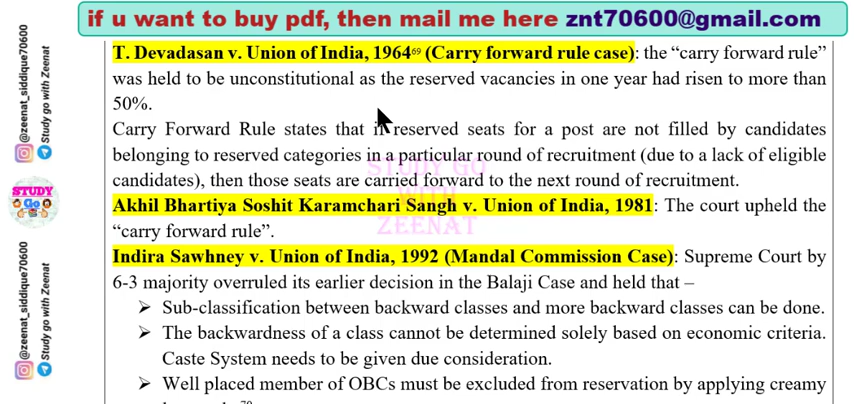 if u want to buy pdf, then mail me here znt70600@gmail.com
T. Devadasan v. Union of India, 1964⁶⁹ (Carry forward rule case): the “carry forward rule”
was held to be unconstitutional as the reserved vacancies in one year had risen to more than
50%.
Carry Forward Rule states that if reserved seats for a post are not filled by candidates
belonging to reserved categories in a particular round of recruitment (due to a lack of eligible
candidates), then those seats are carried forward to the next round of recruitment.
Akhil Bhartiya Soshit Karamchari Sangh v. Union of India, 1981: The court upheld the
“carry forward rule”.
Indira Sawhney v. Union of India, 1992 (Mandal Commission Case): Supreme Court by
6-3 majority overruled its earlier decision in the Balaji Case and held that –
➢ Sub-classification between backward classes and more backward classes can be done.
➢ The backwardness of a class cannot be determined solely based on economic criteria.
Caste System needs to be given due consideration.
➢ Well placed member of OBCs must be excluded from reservation by applying creamy
70
@zeenat_siddique70600
Study go with Zeenat
STUDY
Go
@zeenat_siddique70600
Study go with Zeenat
STUDY GO
WITH
ZEENAT